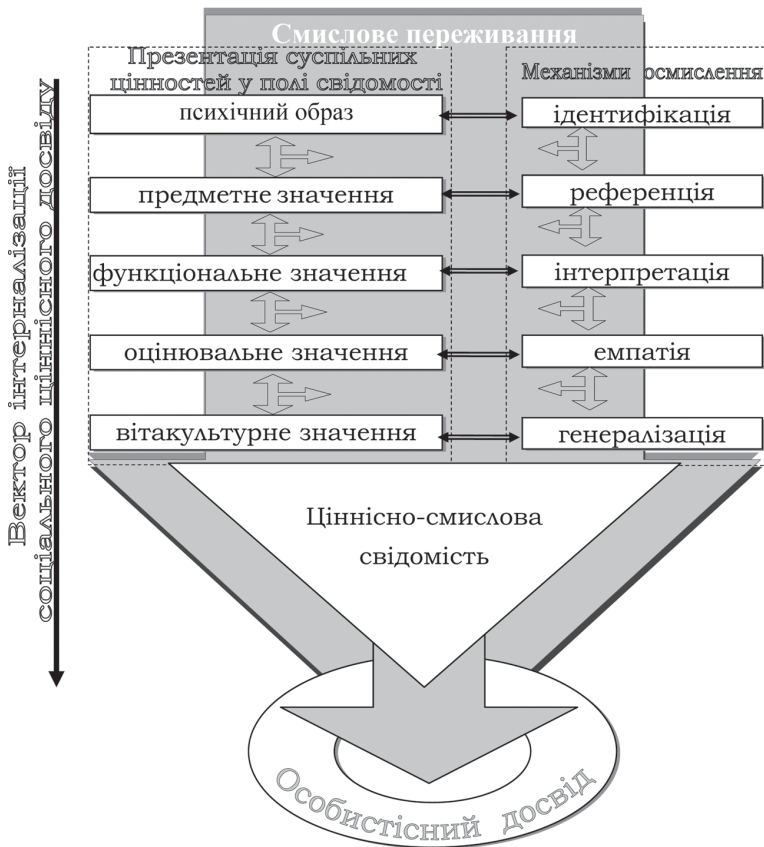 Смислове переживання
Презентація суспільних
цінностей у полі свідомості
Механізми осмислення
психічний образ
ідентифікація
предметне значення
референція
функціональне значення
інтерпретація
оцінювальне значення
емпатія
вітакультурне значення
генералізація
Вектор інтерналізації
соціального ціннісного досвіду
Ціннісно-смислова
свідомість
Особистісний досвід